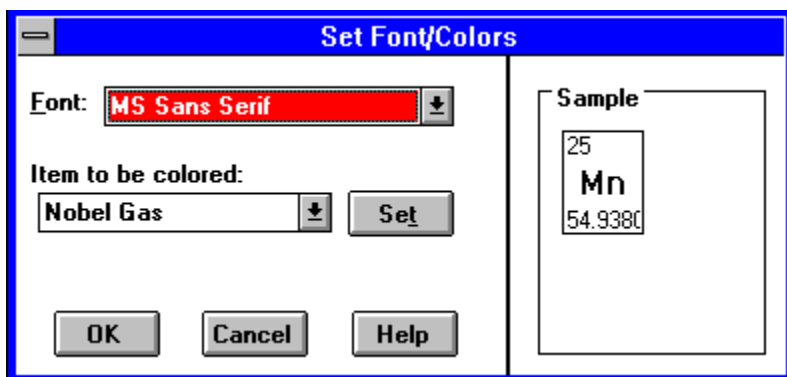 Set Font/Colors
Font: MS Sans Serif
Item to be colored:
Nobel Gas Set
OK Cancel Help
Sample
25
Mn
54.9380